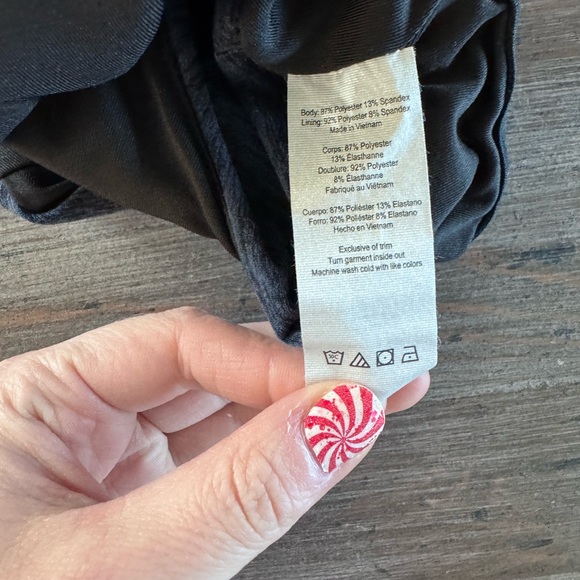 Body: 87% Polyester 13% Spandex
Lining: 92% Polyester 8% Spandex
Made in Vietnam
Corps: 87% Polyester
13% Élasthanne
Doublure: 92% Polyester
8% Élasthanne
Fabriqué au Viêtnam
Cuerpo: 87% Poliéster 13% Elastano
Forro: 92% Poliéster 8% Elastano
Hecho en Vietnam
Exclusive of trim
Turn garment inside out
Machine wash cold with like colors.